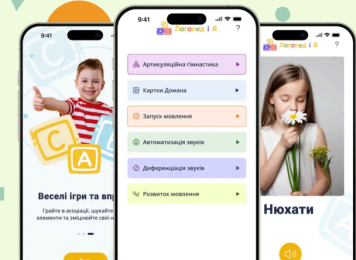 9:41
Веселі ігри та впр
Грайте в асоціації, шукайте
елементи та зміцнюйте свої н
9:41
Логопед і Я
?
Артикуляційна гімнастика
Картки Домана
Запуск мовлення
Автоматизація звуків
Диференціація звуків
Розвиток мовлення
9:41
Логопед і Я
?
Нюхати